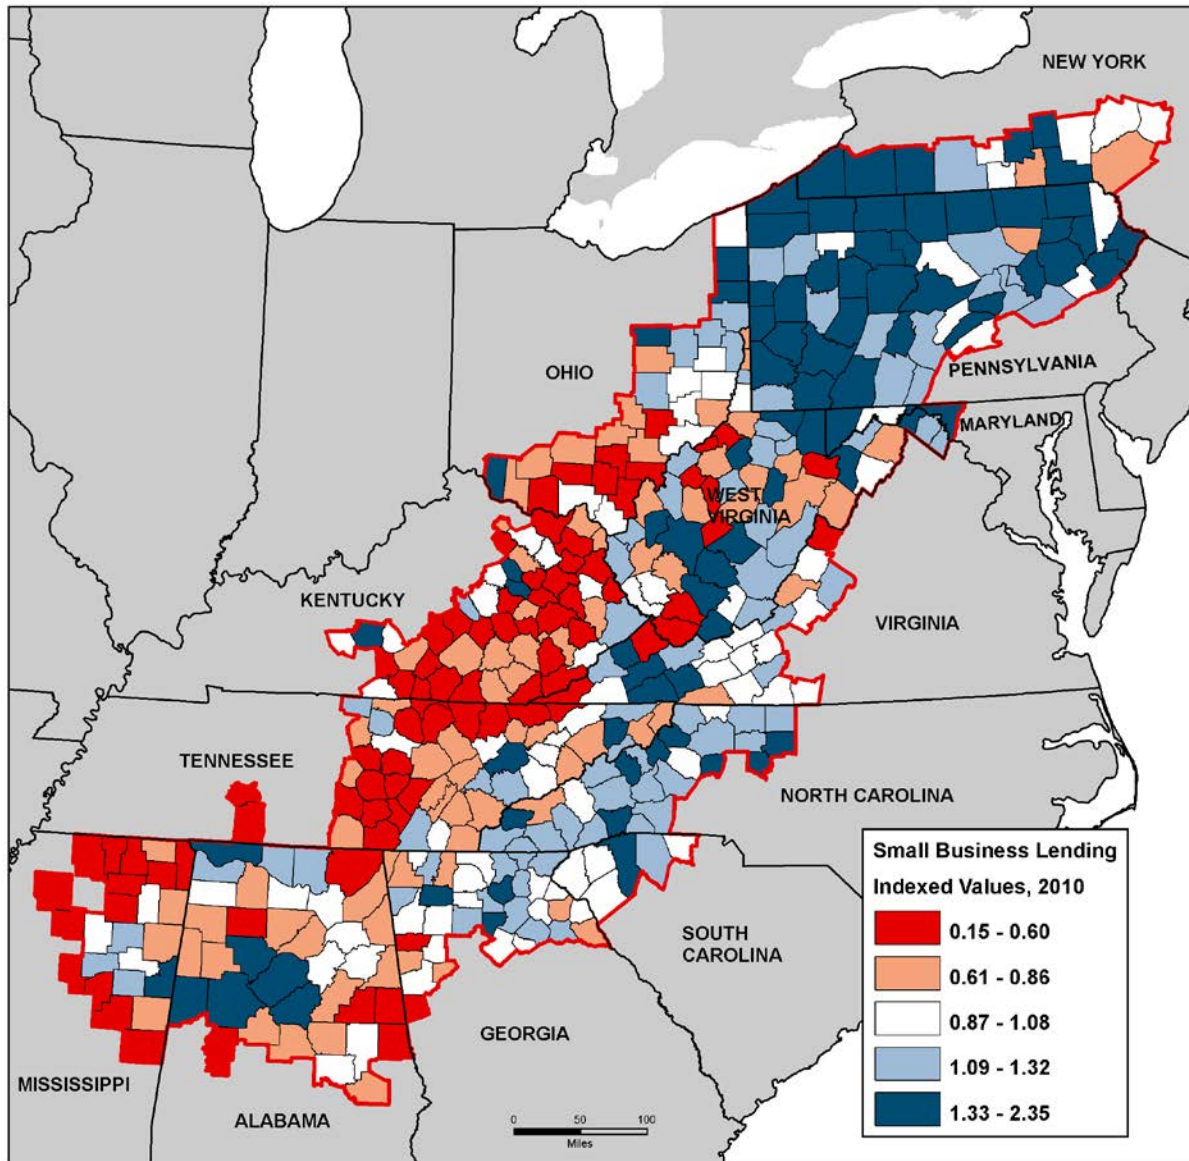 NEW YORK
PENNSYLVANIA
OHIO
MARYLAND
WEST
VIRGINIA
KENTUCKY
VIRGINIA
TENNESSEE
NORTH CAROLINA
SOUTH
CAROLINA
GEORGIA
MISSISSIPPI
ALABAMA
0 50 100
Miles
Small Business Lending
Indexed Values, 2010
0.15 - 0.60
0.61 - 0.86
0.87 - 1.08
1.09 - 1.32
1.33 - 2.35